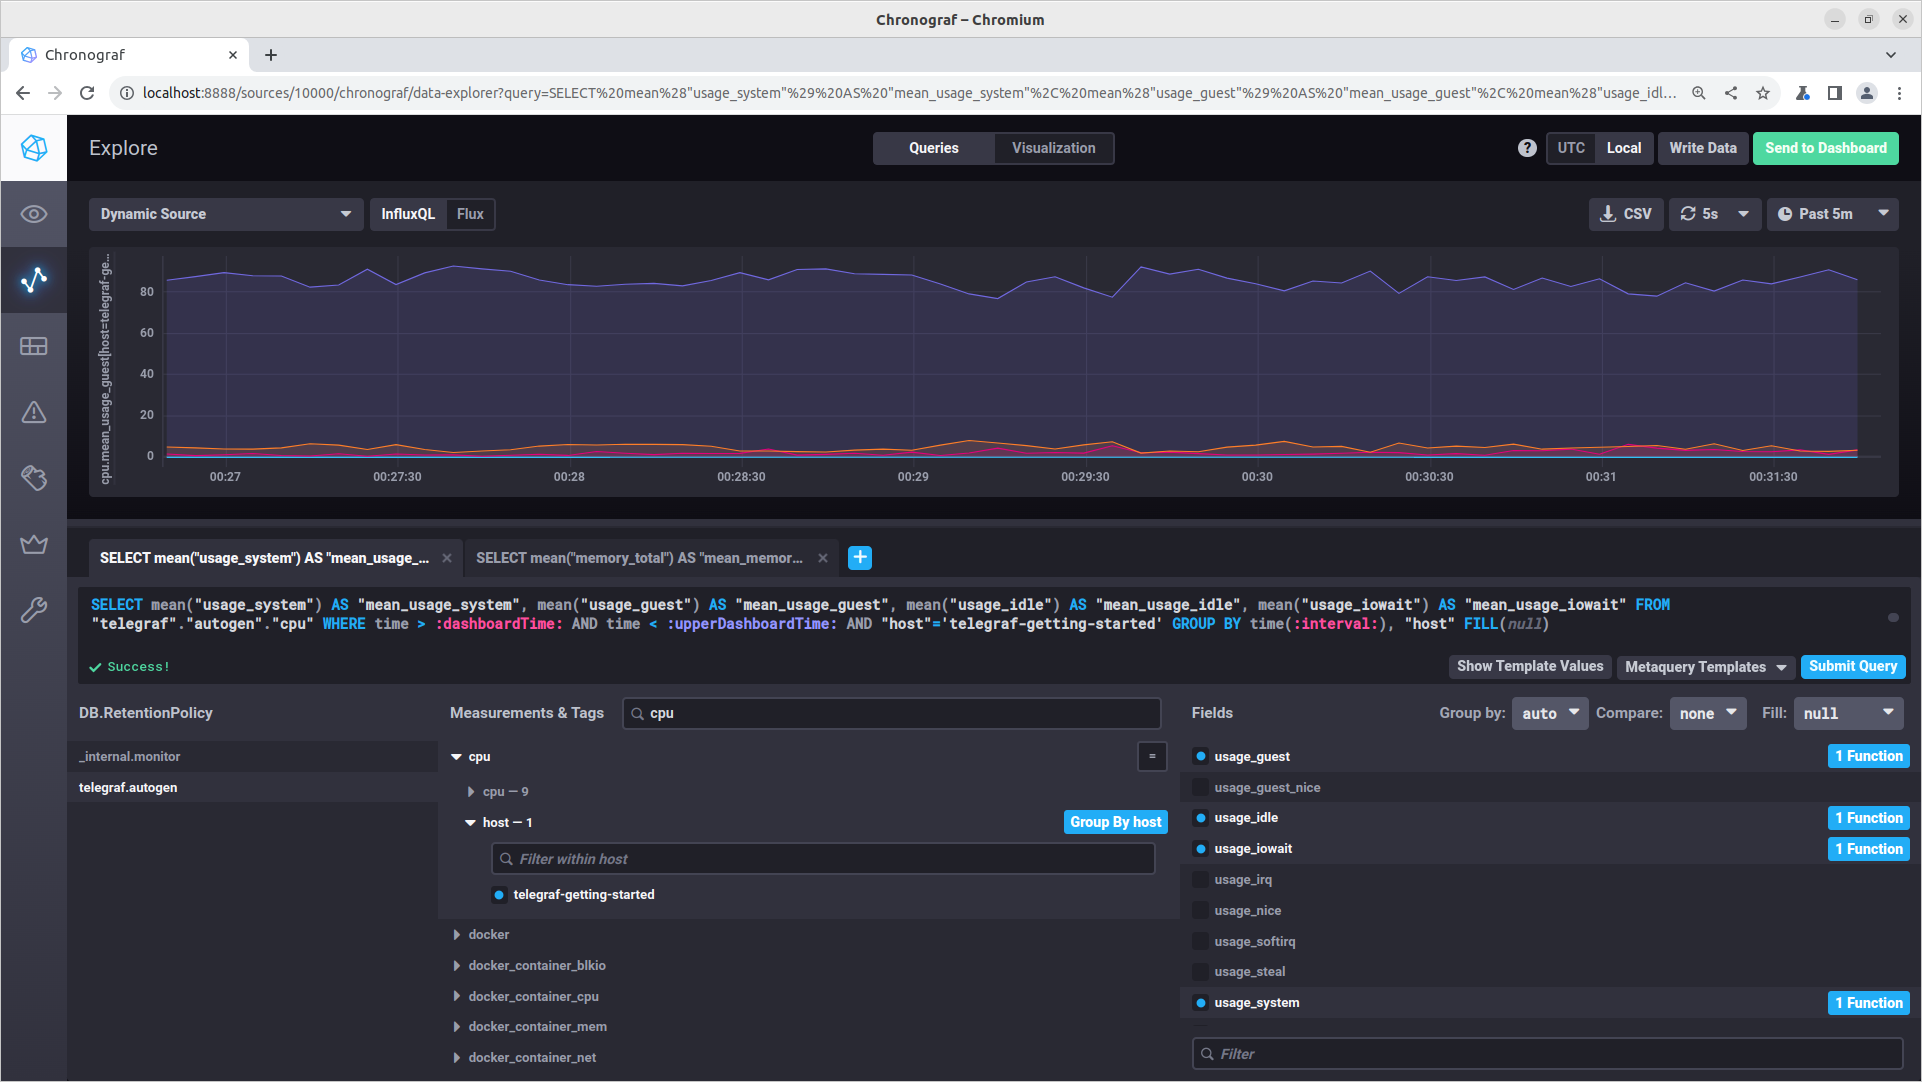 Chronograf – Chromium
Chronograf
localhost:8888/sources/10000/chronograf/data-explorer?query=SELECT%20mean%28"usage_system"%29%20AS%20"mean_usage_system"%2C%20mean%28"usage_guest"%29%20AS%20"mean_usage_guest"%2C%20mean%28"usage_idl...
Explore
Queries
Visualization
?
UTC
Local
Write Data
Send to Dashboard
Dynamic Source
InfluxQL
Flux
CSV
5s
Past 5m
cpu.mean_usage_guest[host=telegraf-ge...
80
60
40
20
0
00:27
00:27:30
00:28
00:28:30
00:29
00:29:30
00:30
00:30:30
00:31
00:31:30
SELECT mean("usage_system") AS "mean_usage_...
SELECT mean("memory_total") AS "mean_memor...
SELECT mean("usage_system") AS "mean_usage_system", mean("usage_guest") AS "mean_usage_guest", mean("usage_idle") AS "mean_usage_idle", mean("usage_iowait") AS "mean_usage_iowait" FROM
"telegraf"."autogen"."cpu" WHERE time > :dashboardTime: AND time < :upperDashboardTime: AND "host"='telegraf-getting-started' GROUP BY time(:interval:), "host" FILL(null)
Success!
Show Template Values
Metaquery Templates
Submit Query
DB.RetentionPolicy
_internal.monitor
telegraf.autogen
Measurements & Tags
cpu
cpu
=
cpu — 9
host — 1
Group By host
Filter within host
telegraf-getting-started
docker
docker_container_blkio
docker_container_cpu
docker_container_mem
docker_container_net
Fields
Group by:
auto
Compare:
none
Fill:
null
usage_guest
1 Function
usage_guest_nice
usage_idle
1 Function
usage_iowait
1 Function
usage_irq
usage_nice
usage_softirq
usage_steal
usage_system
1 Function
Filter